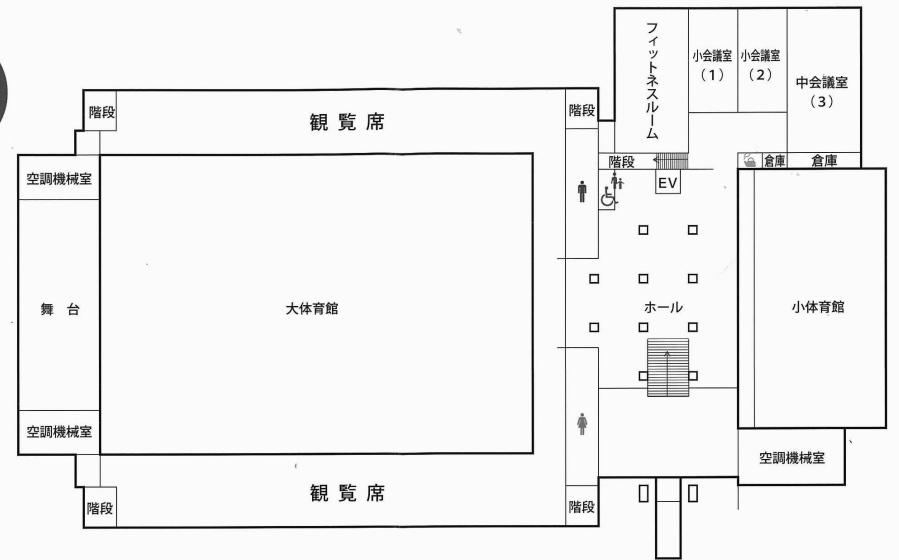 フィットネスルーム
小会議室
（1）
小会議室
（2）
中会議室
（3）
階段
観覧席
階段
階段
倉庫
倉庫
空調機械室
EV
舞台
大体育館
ホール
小体育館
空調機械室
空調機械室
階段
観覧席
階段